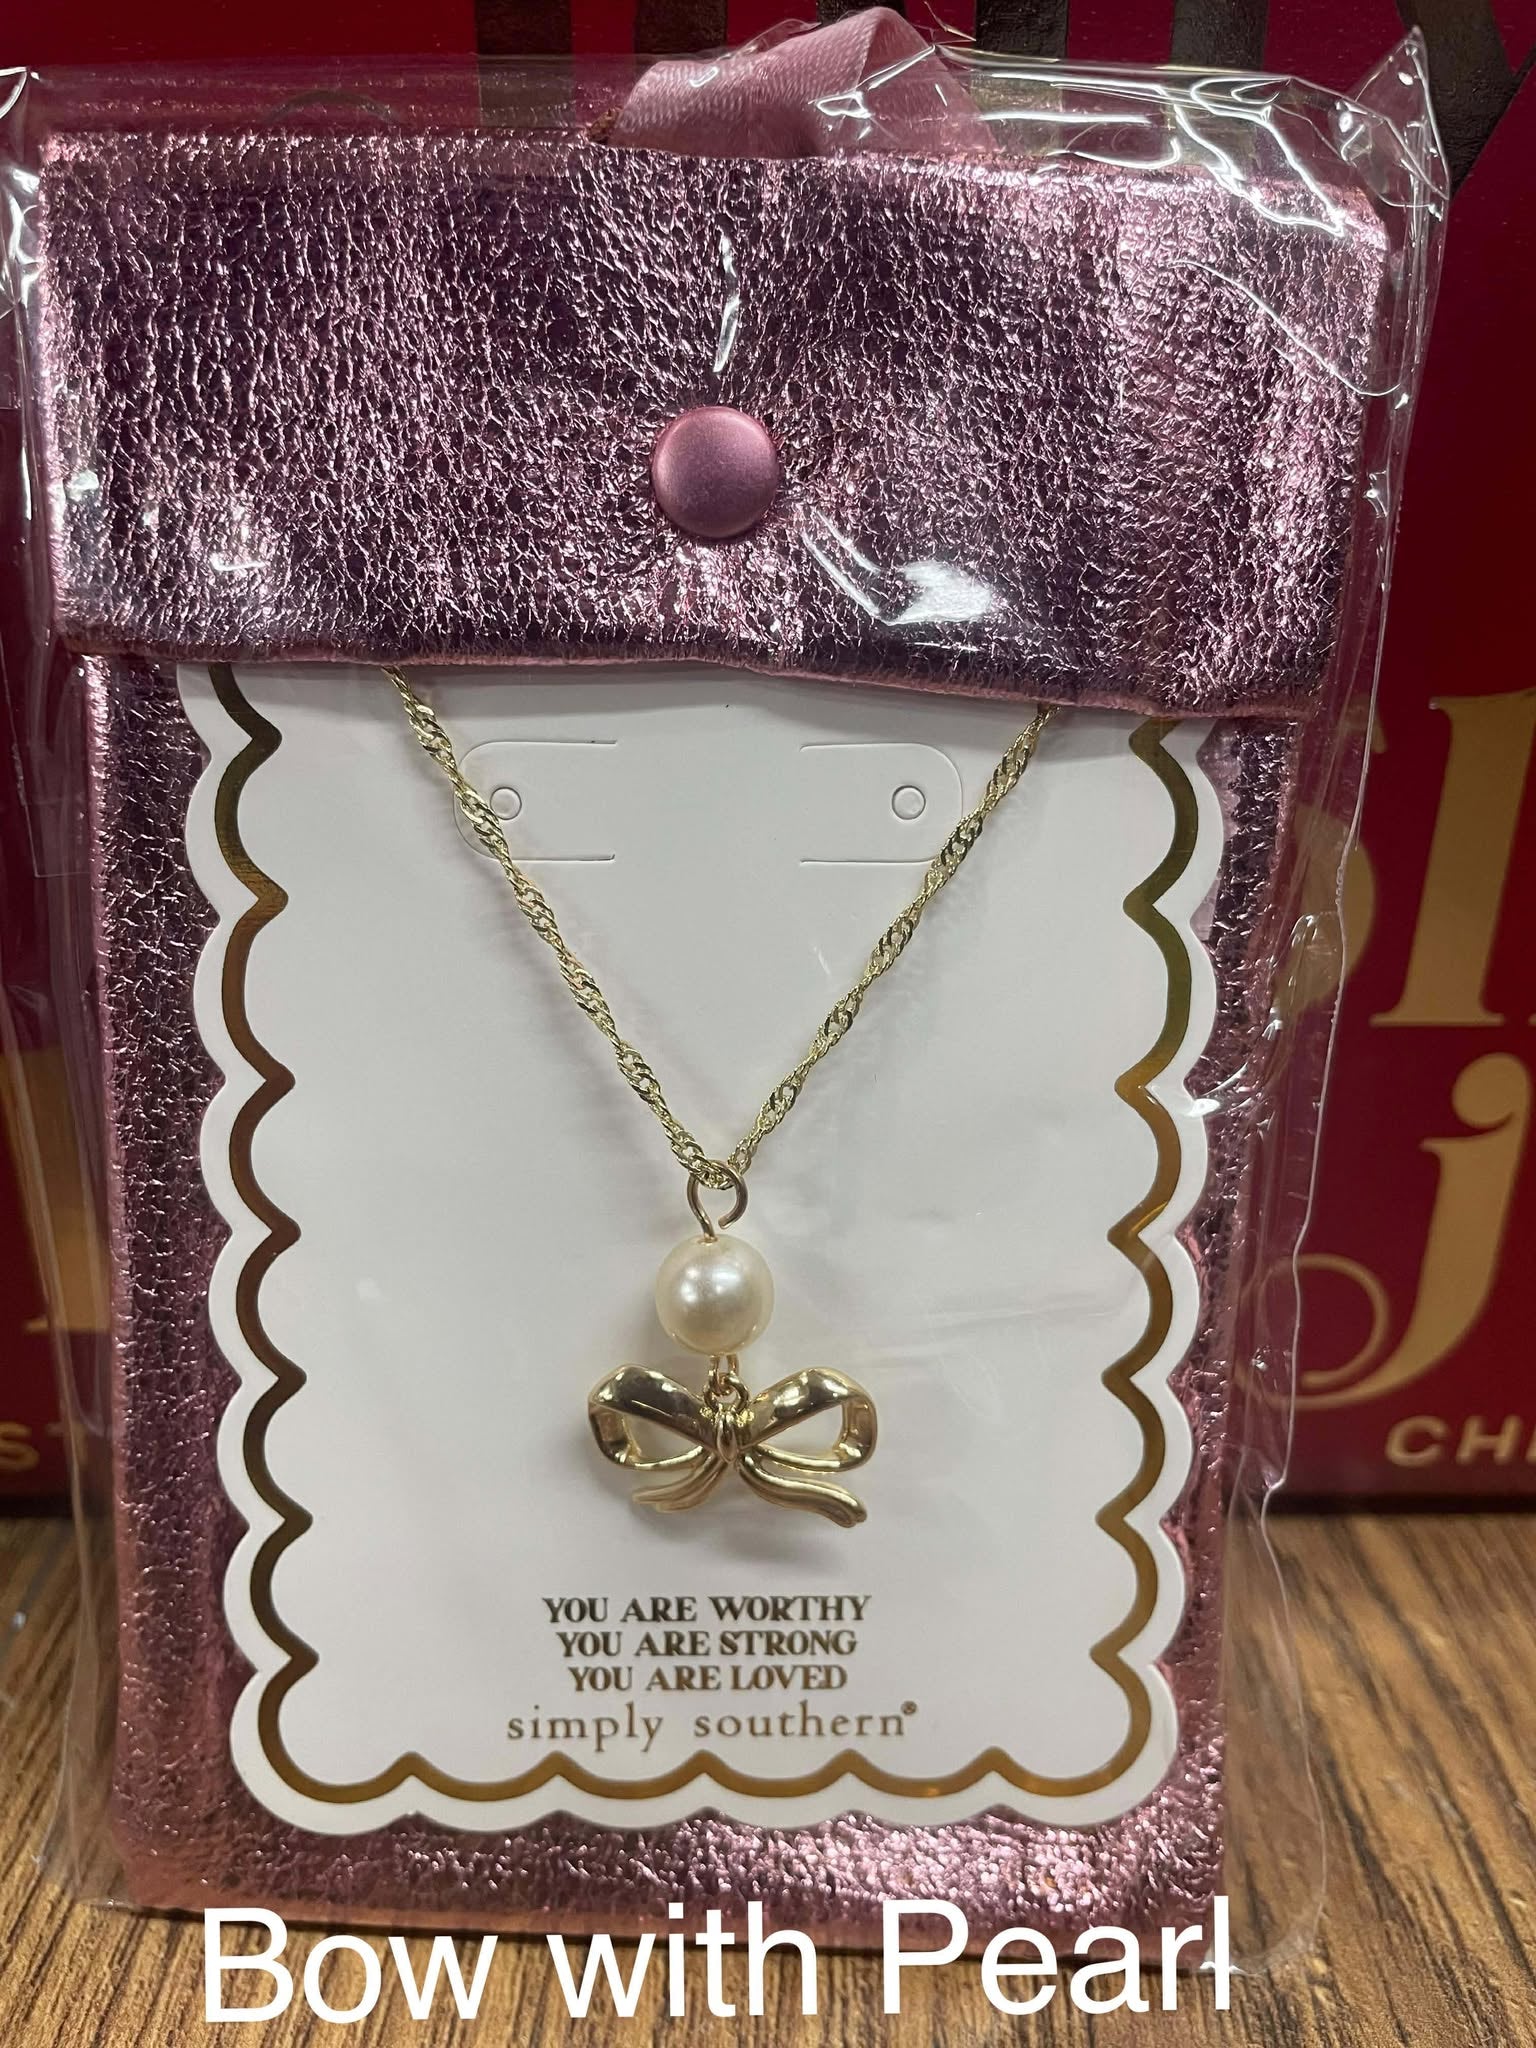 YOU ARE WORTHY
YOU ARE STRONG
YOU ARE LOVED
simply southern®
Bow with Pearl